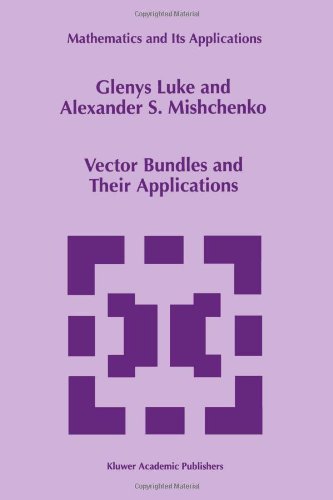 Mathematics and Its Applications
Glenys Luke and
Alexander S. Mishchenko
Vector Bundles and
Their Applications
Kluwer Academic Publishers